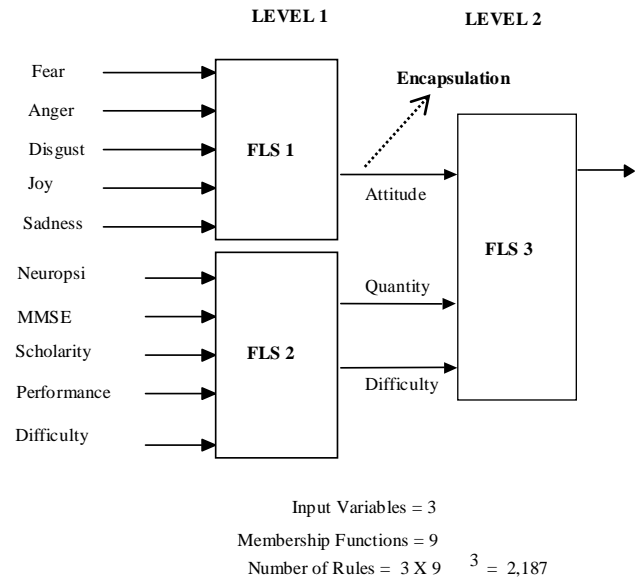 LEVEL 1
LEVEL 2
Fear
Anger
Disgust
Joy
Sadness
FLS 1
Encapsulation
Attitude
Neuropsi
MMSE
Scholarity
Performance
Difficulty
FLS 2
Quantity
Difficulty
FLS 3
Input Variables = 3
Membership Functions = 9
Number of Rules = 3 X 9 3 = 2,187